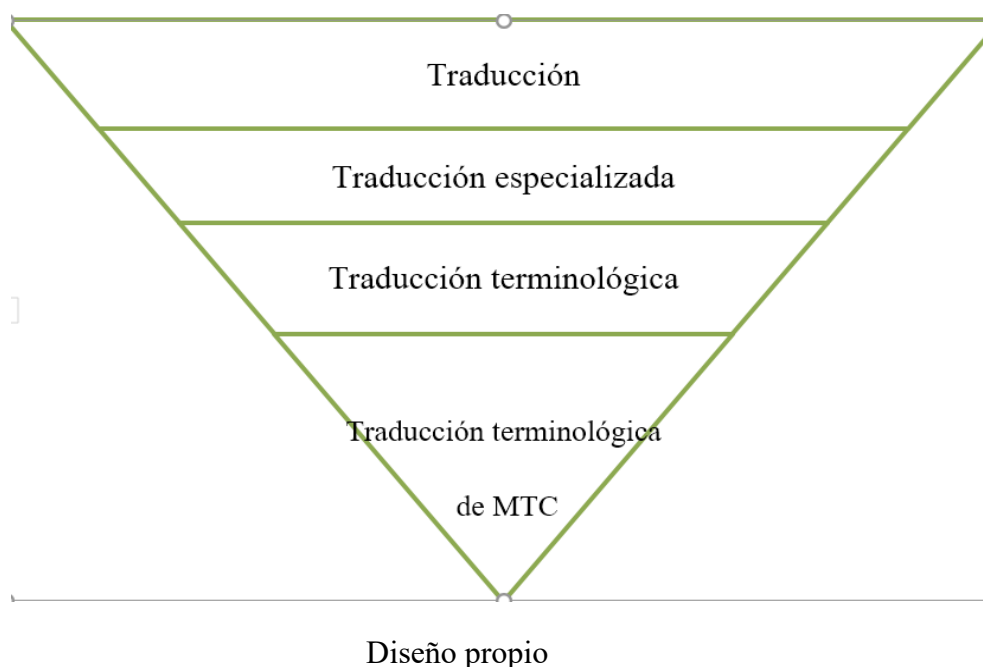 Traducción
Traducción especializada
Traducción terminológica
Traducción terminológica
de MTC
Diseño propio